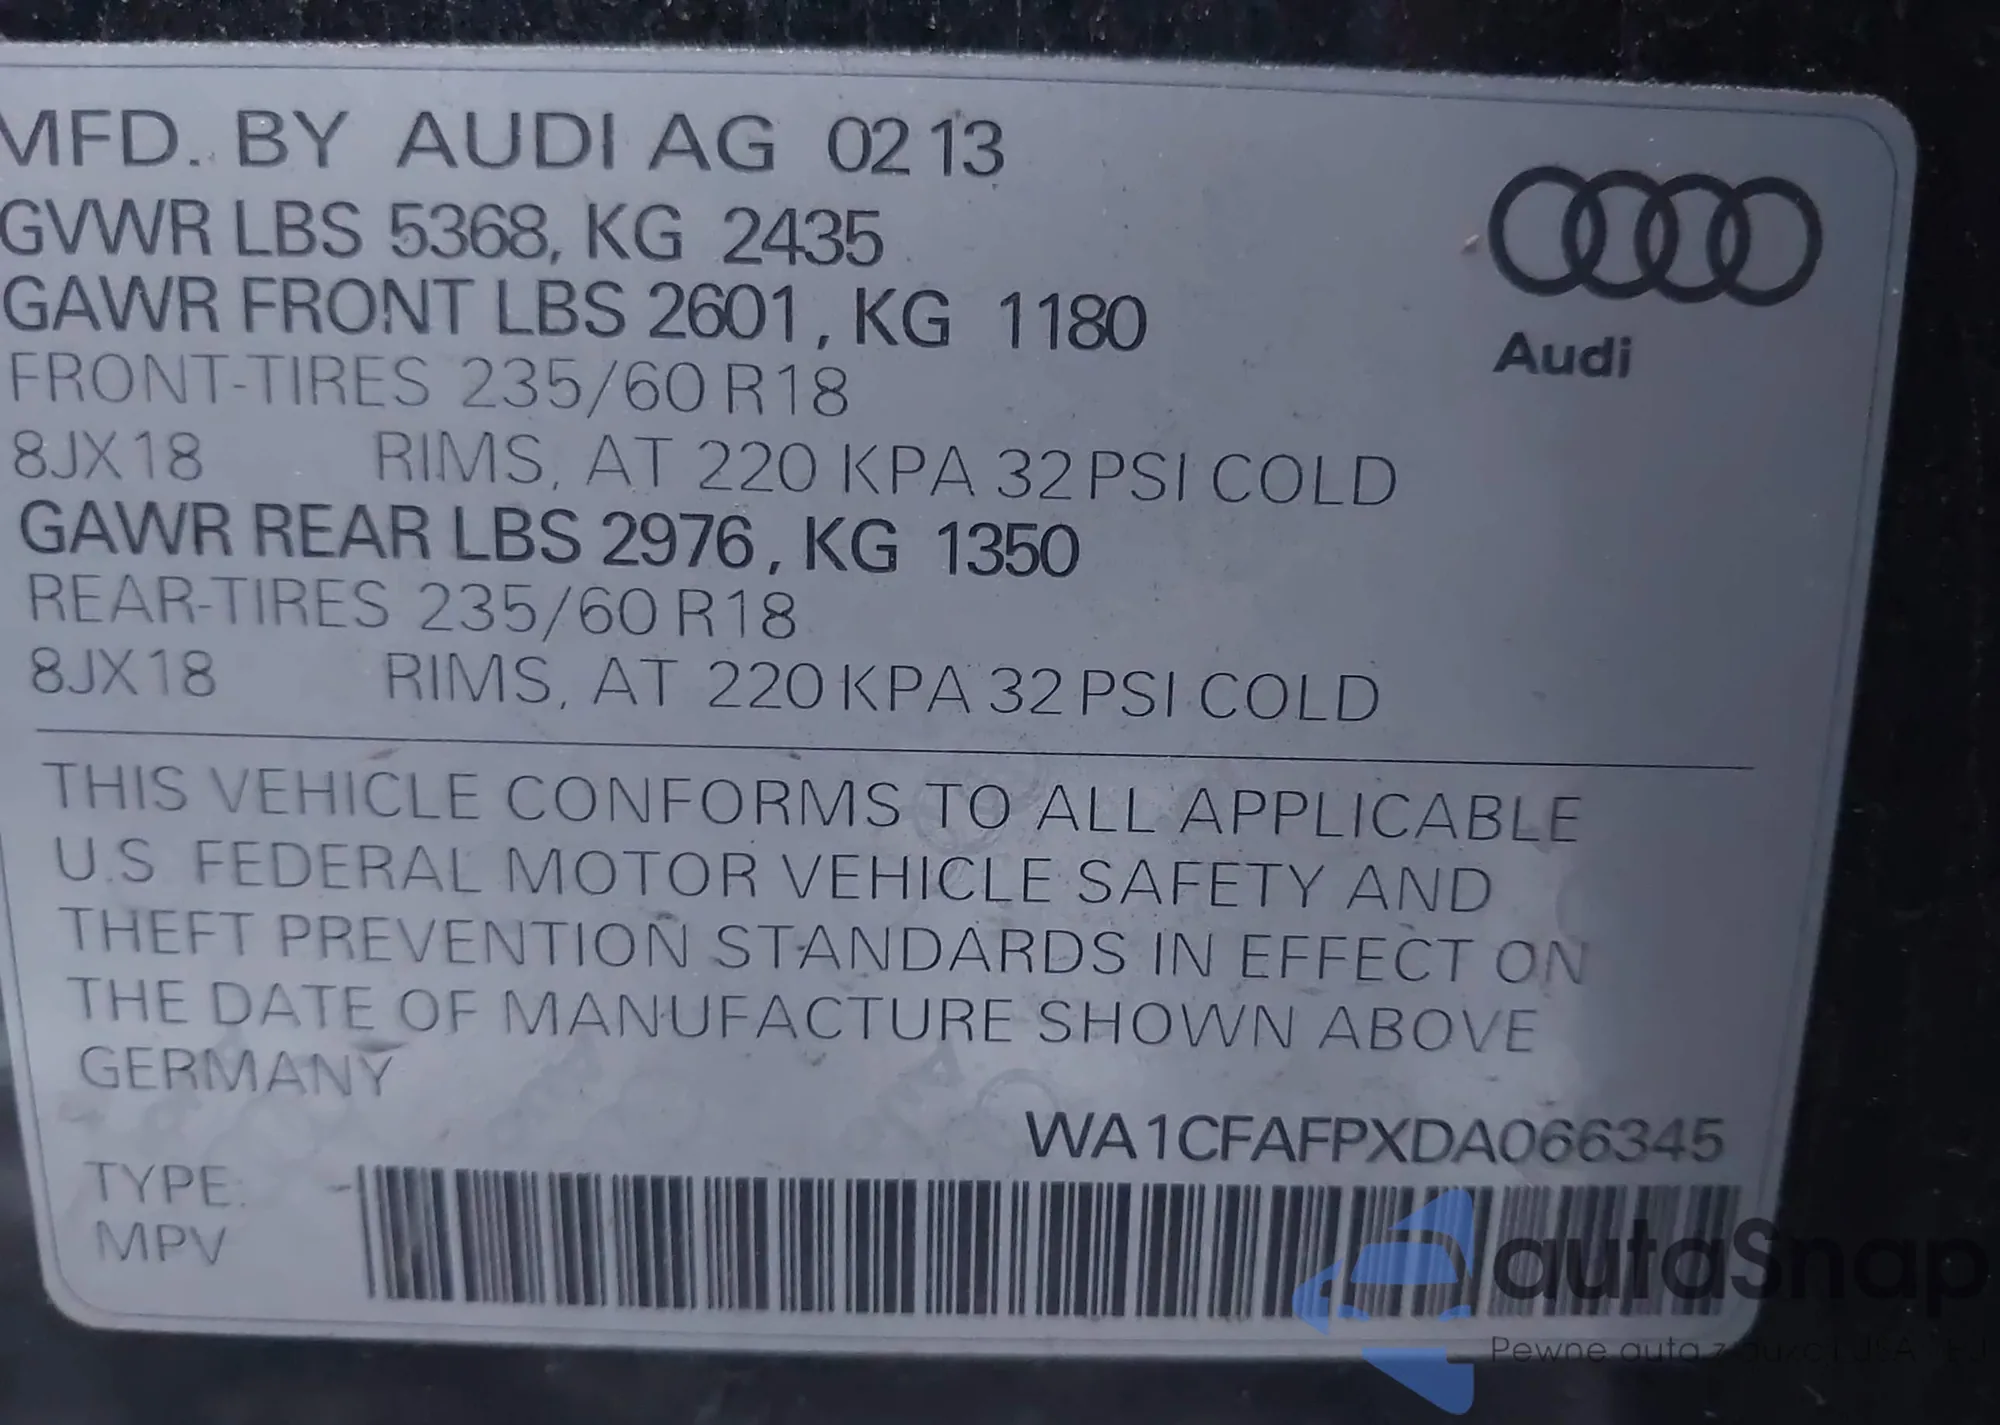 MFD. BY AUDI AG 0213
GVWR LBS 5368, KG 2435
GAWR FRONT LBS 2601, KG 1180
FRONT-TIRES 235/60 R18
8JX18 RIMS, AT 220 KPA 32 PSI COLD
GAWR REAR LBS 2976, KG 1350
REAR-TIRES 235/60 R18
8JX18 RIMS, AT 220 KPA 32 PSI COLD
Audi
THIS VEHICLE CONFORMS TO ALL APPLICABLE
U.S FEDERAL MOTOR VEHICLE SAFETY AND
THEFT PREVENTION STANDARDS IN EFFECT ON
THE DATE OF MANUFACTURE SHOWN ABOVE
GERMANY
WA1CFAFPXDA066345
TYPE:
MPV
autoSnap
Pewne auta z